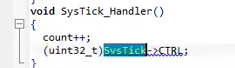 void SysTick_Handler()
{
count++;
(uint32_t)SysTick->CTRL;